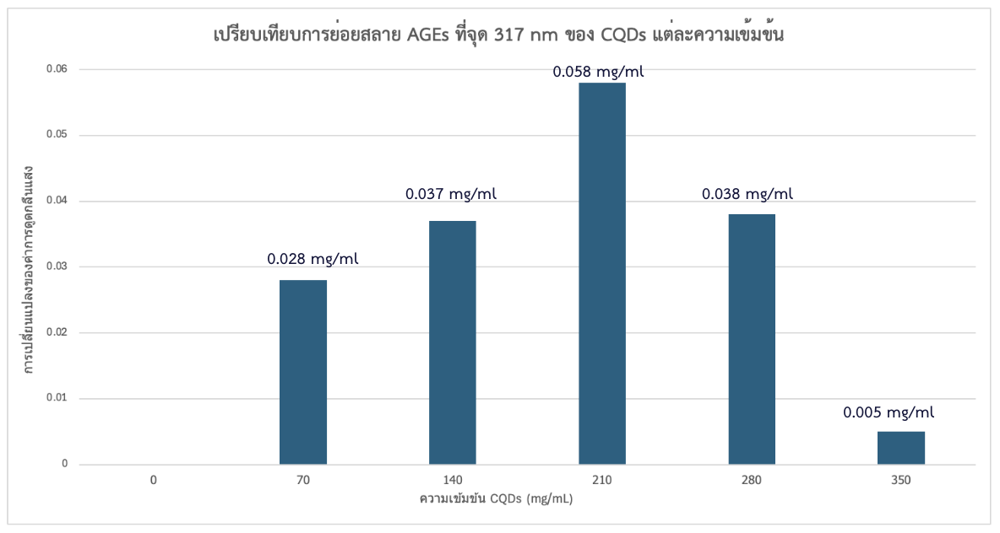 เปรียบเทียบการย่อยสลาย AGEs ที่จุด 317 nm ของ CQDs แต่ละความเข้มข้น
การเปลี่ยนแปลงของค่าการดูดกลืนแสง
0.06
0.05
0.04
0.03
0.02
0.01
0
0.028 mg/ml
0.037 mg/ml
0.058 mg/ml
0.038 mg/ml
0.005 mg/ml
0 70 140 210 280 350
ความเข้มข้น CQDs (mg/mL)